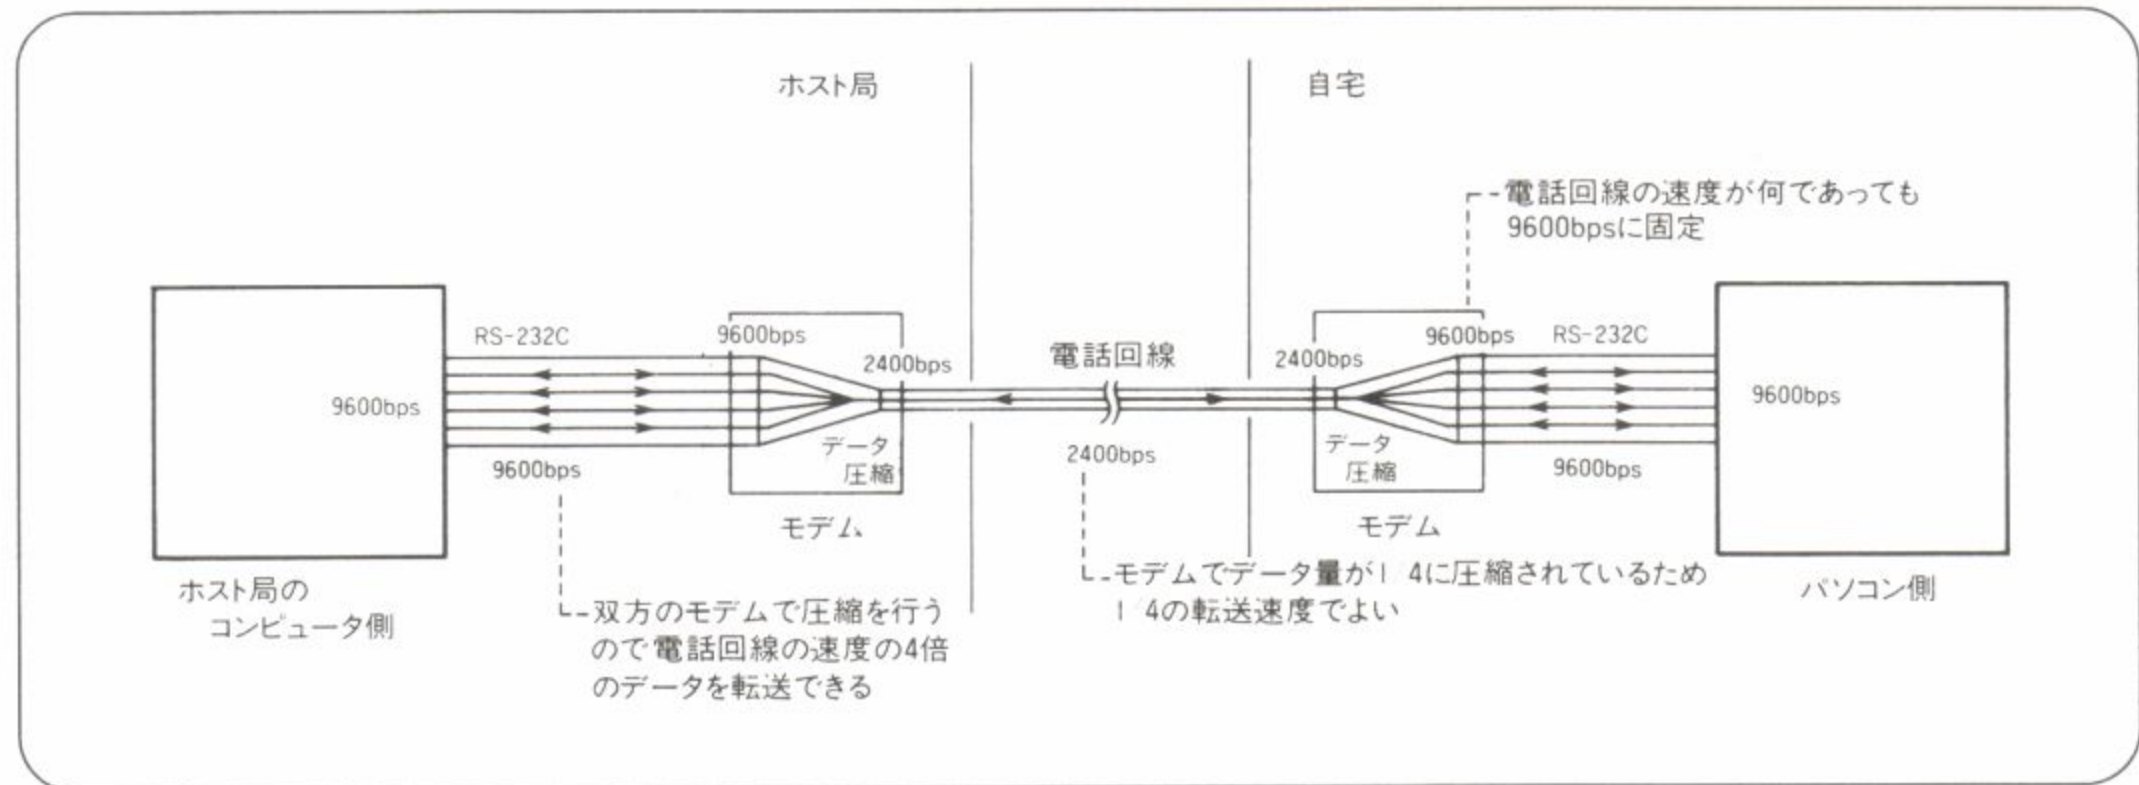 ホスト局
自宅
電話回線の速度が何であっても
9600bpsに固定
RS-232C
9600bps
2400bps
電話回線
2400bps
9600bps
RS-232C
9600bps
9600bps
データ
圧縮
9600bps
2400bps
データ
圧縮
9600bps
モデム
モデム
ホスト局の
コンピュータ側
双方のモデムで圧縮を行う
ので電話回線の速度の4倍
のデータを転送できる
モデムでデータ量が1 4に圧縮されているため
1 4の転送速度でよい
パソコン側